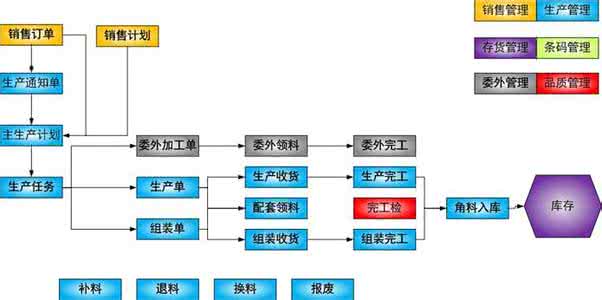 销售订单
销售计划
销售管理
生产管理
存货管理
条码管理
委外管理
品质管理
生产通知单
主生产计划
委外加工单
委外领料
委外完工
生产任务
生产单
生产收货
生产完工
配套领料
完工检
角料入库
库存
组装单
组装收货
组装完工
补料
退料
换料
报废